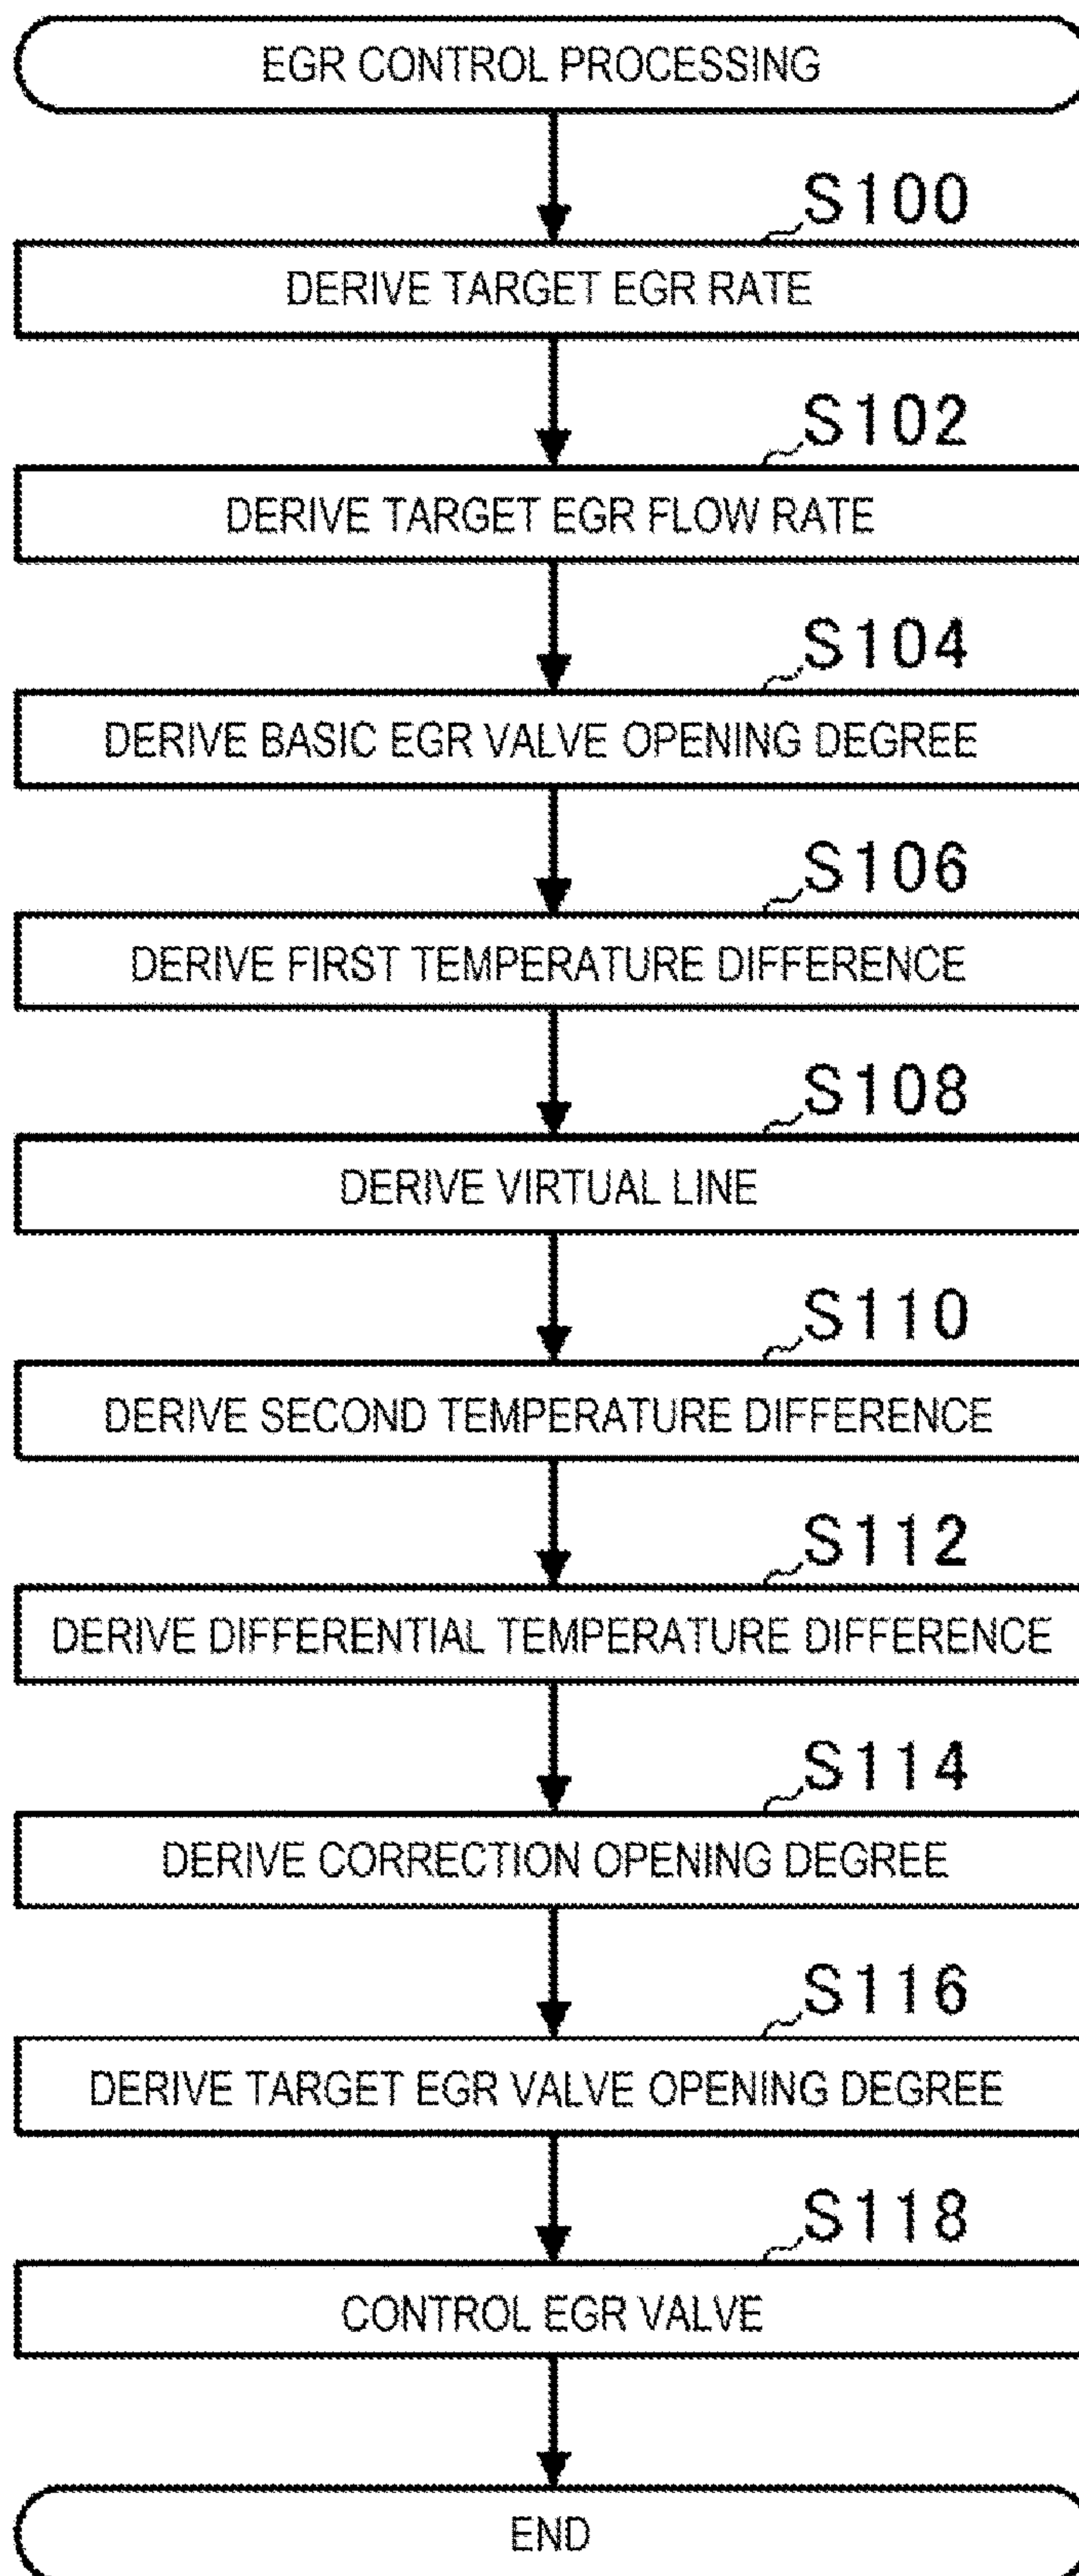 EGR CONTROL PROCESSING
S100
DERIVE TARGET EGR RATE
S102
DERIVE TARGET EGR FLOW RATE
S104
DERIVE BASIC EGR VALVE OPENING DEGREE
S106
DERIVE FIRST TEMPERATURE DIFFERENCE
S108
DERIVE VIRTUAL LINE
S110
DERIVE SECOND TEMPERATURE DIFFERENCE
S112
DERIVE DIFFERENTIAL TEMPERATURE DIFFERENCE
S114
DERIVE CORRECTION OPENING DEGREE
S116
DERIVE TARGET EGR VALVE OPENING DEGREE
S118
CONTROL EGR VALVE
END